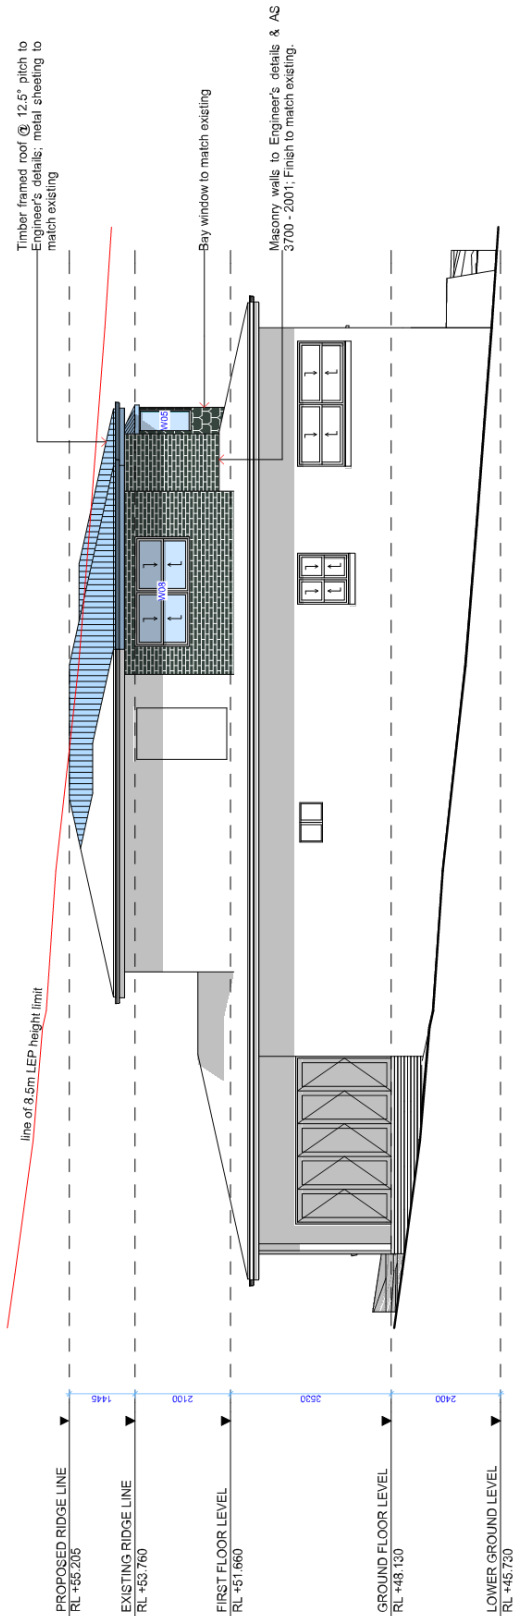 Timber framed roof @ 12.5° pitch to
Engineer's details; metal sheeting to
match existing
Bay window to match existing
Masonry walls to Engineer's details & AS
3700 - 2001; Finish to match existing.
line of 8.5m LEP height limit
W05
W08
PROPOSED RIDGE LINE
RL +55.205
1445
EXISTING RIDGE LINE
RL +53.760
2100
FIRST FLOOR LEVEL
RL +51.660
3530
GROUND FLOOR LEVEL
RL +48.130
2400
LOWER GROUND LEVEL
RL +45.730